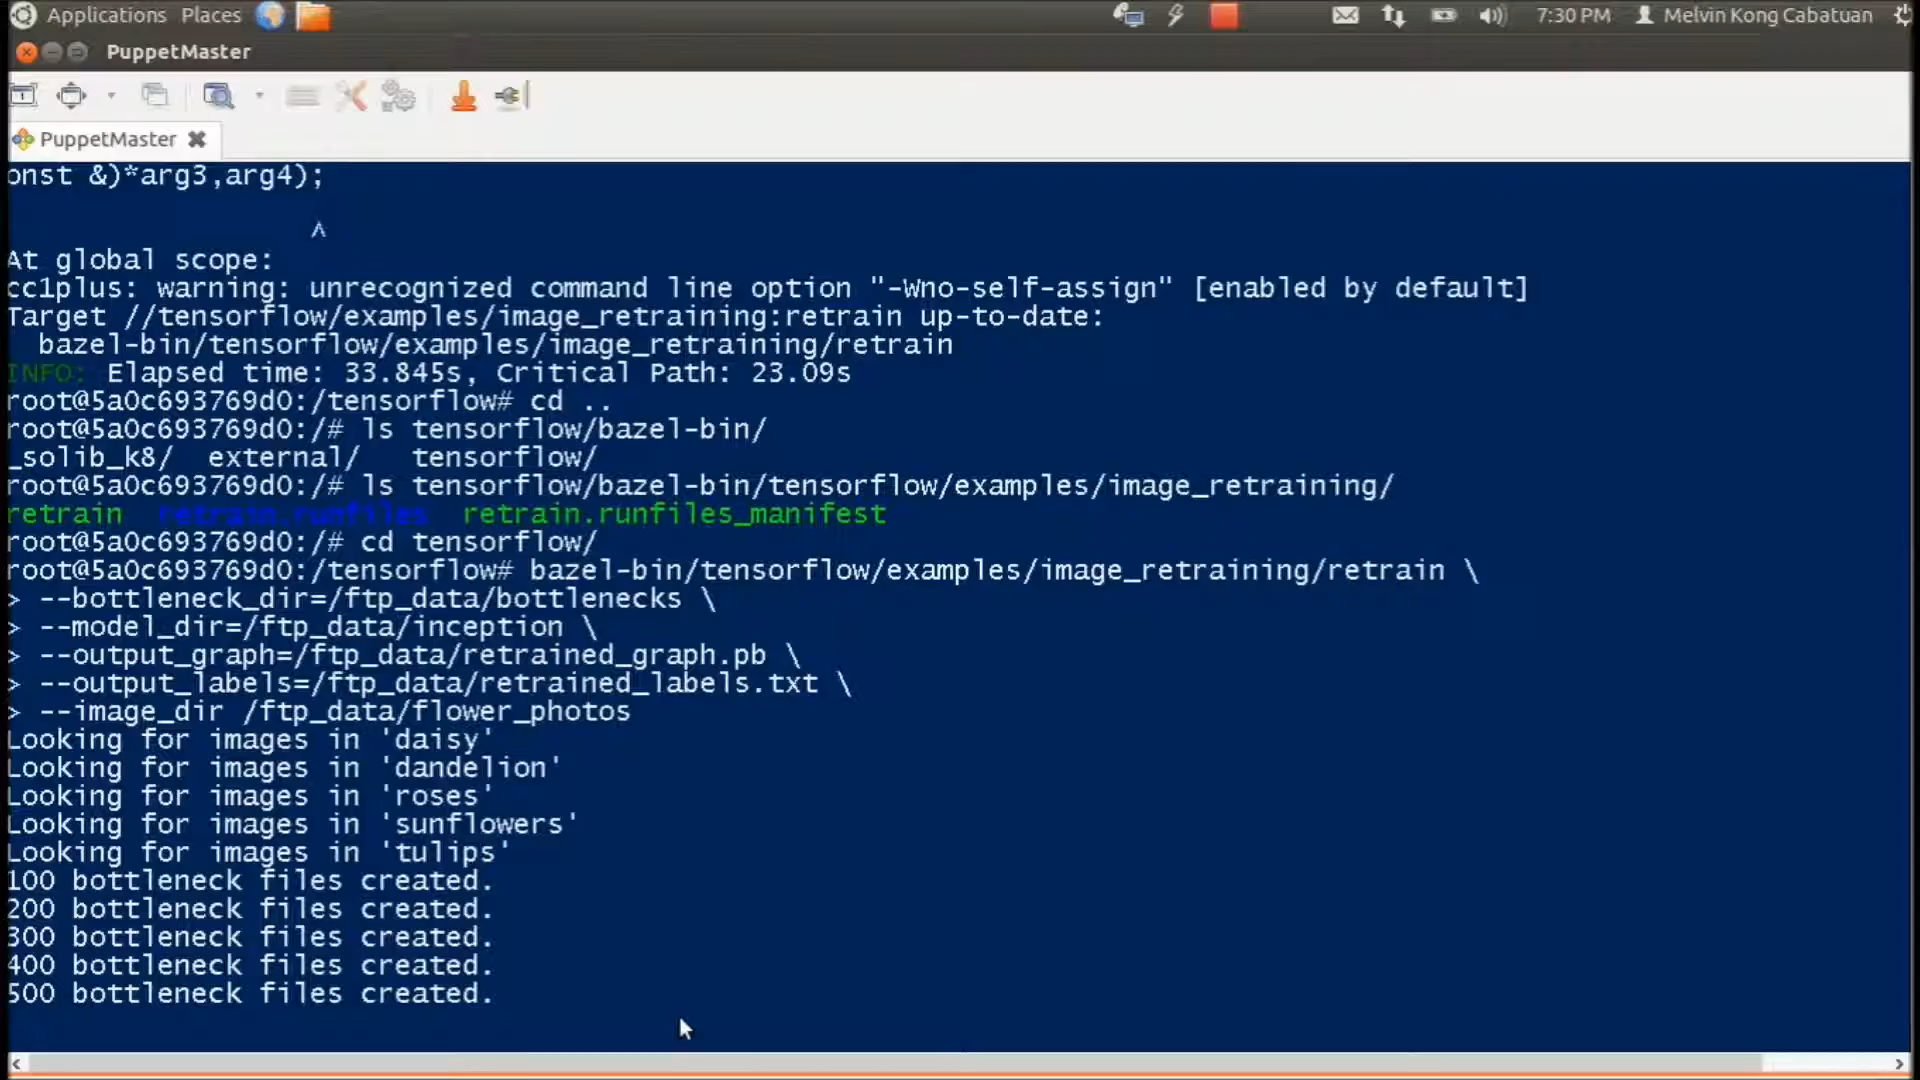 Applications Places 7:30 PM Melvin Kong Cabatuan
PuppetMaster
PuppetMaster
onst &)*arg3,arg4);
^
At global scope:
cc1plus: warning: unrecognized command line option "-Wno-self-assign" [enabled by default]
Target //tensorflow/examples/image_retraining:retrain up-to-date:
bazel-bin/tensorflow/examples/image_retraining/retrain
INFO: Elapsed time: 33.845s, Critical Path: 23.09s
root@5a0c693769d0:/tensorflow# cd ..
root@5a0c693769d0:/# ls tensorflow/bazel-bin/
_solib_k8/ external/ tensorflow/
root@5a0c693769d0:/# ls tensorflow/bazel-bin/tensorflow/examples/image_retraining/
retrain retrain.runfiles retrain.runfiles_manifest
root@5a0c693769d0:/# cd tensorflow/
root@5a0c693769d0:/tensorflow# bazel-bin/tensorflow/examples/image_retraining/retrain \
> --bottleneck_dir=/ftp_data/bottlenecks \
> --model_dir=/ftp_data/inception \
> --output_graph=/ftp_data/retrained_graph.pb \
> --output_labels=/ftp_data/retrained_labels.txt \
> --image_dir /ftp_data/flower_photos
Looking for images in 'daisy'
Looking for images in 'dandelion'
Looking for images in 'roses'
Looking for images in 'sunflowers'
Looking for images in 'tulips'
100 bottleneck files created.
200 bottleneck files created.
300 bottleneck files created.
400 bottleneck files created.
500 bottleneck files created.